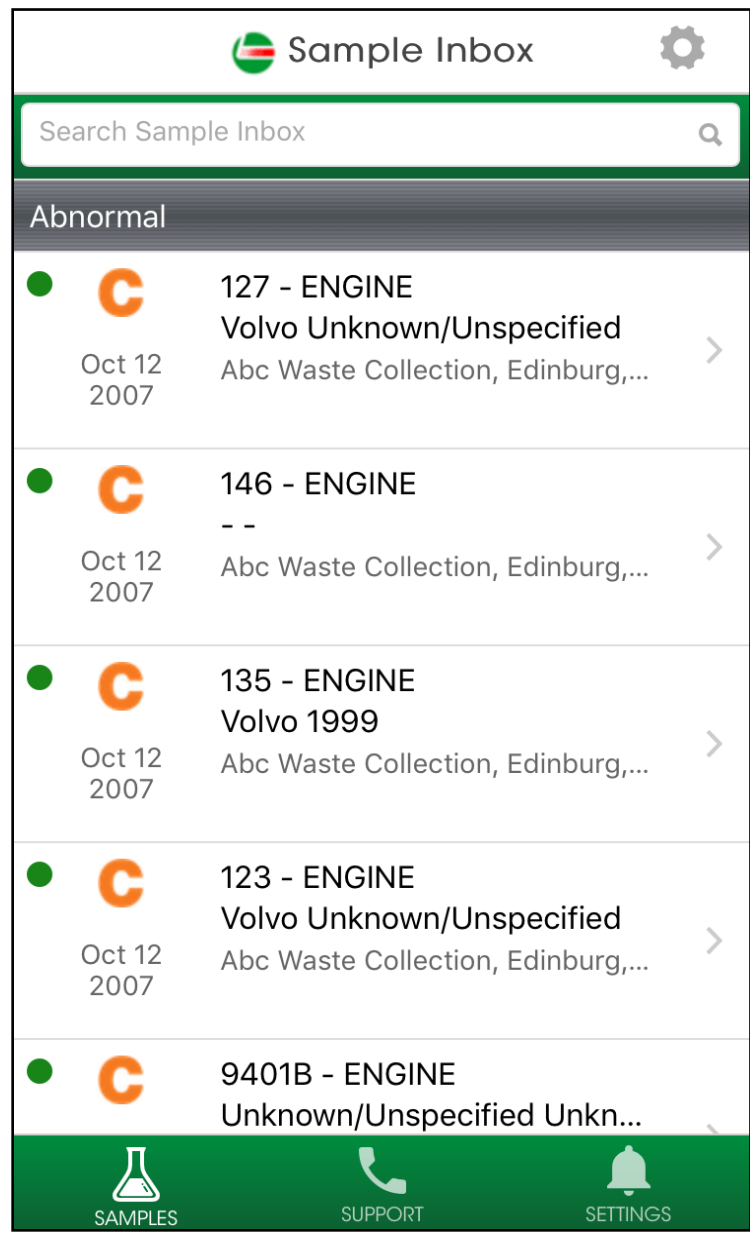 Sample Inbox
Search Sample Inbox
Abnormal
C
127 - ENGINE
Volvo Unknown/Unspecified
Oct 12
2007
Abc Waste Collection, Edinburg,...
C
146 - ENGINE
- -
Oct 12
2007
Abc Waste Collection, Edinburg,...
C
135 - ENGINE
Volvo 1999
Oct 12
2007
Abc Waste Collection, Edinburg,...
C
123 - ENGINE
Volvo Unknown/Unspecified
Oct 12
2007
Abc Waste Collection, Edinburg,...
C
9401B - ENGINE
Unknown/Unspecified Unkn...
SAMPLES
SUPPORT
SETTINGS